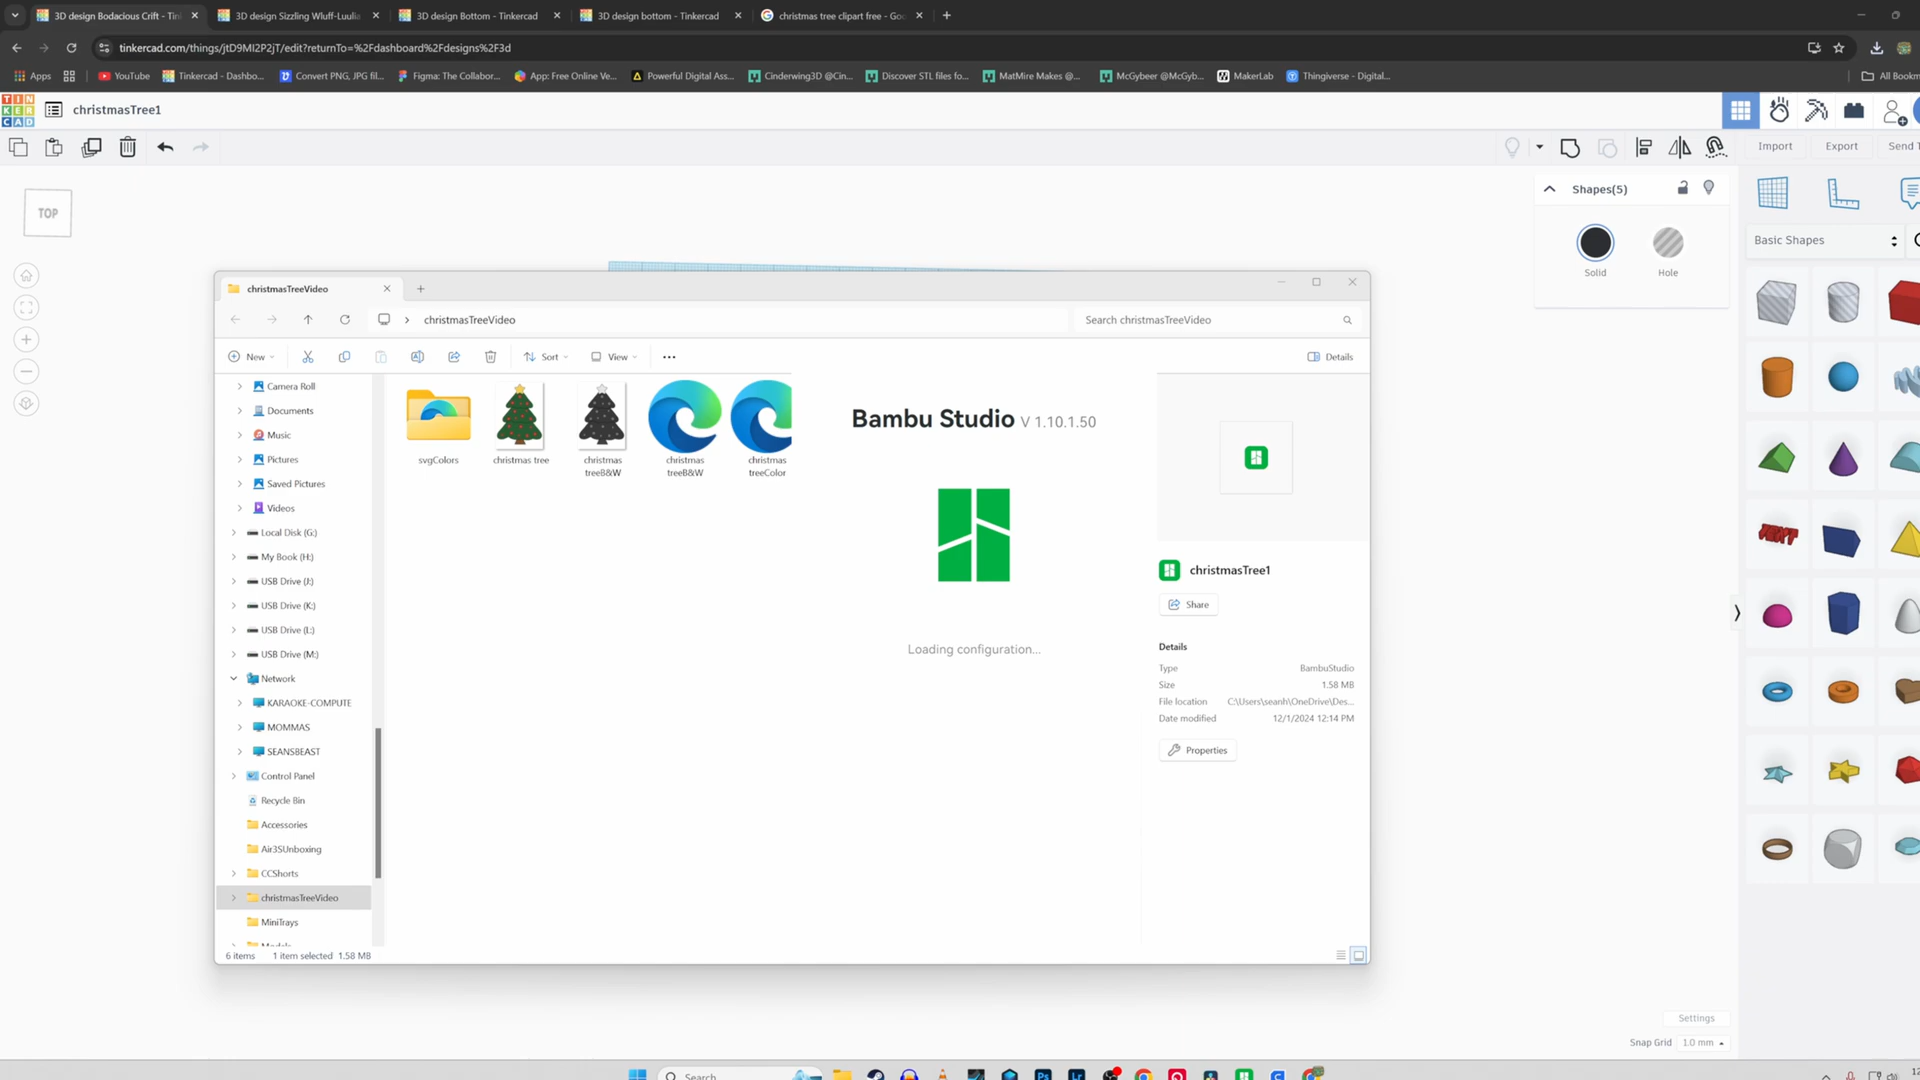 3D design Bodacious Crift - Tin
3D design Sizzling Wluff-Luulia
3D design Bottom - Tinkercad
3D design bottom - Tinkercad
christmas tree clipart free - Goo
tinkercad.com/things/jtD9MI2P2jT/edit?returnTo=%2Fdashboard%2Fdesigns%2F3d
Apps
YouTube
Tinkercad - Dashbo...
Convert PNG, JPG fil...
Figma: The Collabor...
App: Free Online Ve...
Powerful Digital Ass...
Cinderwing3D @Cin...
Discover STL files fo...
MatMire Makes @...
McGybeer @McGyb...
MakerLab
Thingiverse - Digital...
All Bookm
TIN
KER
CAD
christmasTree1
Import
Export
Send T
TOP
Shapes(5)
Solid
Hole
Basic Shapes
christmasTreeVideo
christmasTreeVideo
Search christmasTreeVideo
New
Sort
View
Details
Camera Roll
Documents
Music
Pictures
Saved Pictures
Videos
Local Disk (G:)
My Book (H:)
USB Drive (J:)
USB Drive (K:)
USB Drive (L:)
USB Drive (M:)
Network
KARAOKE-COMPUTE
MOMMAS
SEANSBEAST
Control Panel
Recycle Bin
Accessories
Air3SUnboxing
CCShorts
christmasTreeVideo
MiniTrays
svgColors
christmas tree
christmas
treeB&W
christmas
treeB&W
christmas
treeColor
Bambu Studio V 1.10.1.50
Loading configuration...
christmasTree1
Share
Details
Type BambuStudio
Size 1.58 MB
File location C:\Users\seanh\OneDrive\Des...
Date modified 12/1/2024 12:14 PM
Properties
6 items 1 item selected 1.58 MB
TEXT
Settings
Snap Grid 1.0 mm
Search
Ps
Lr